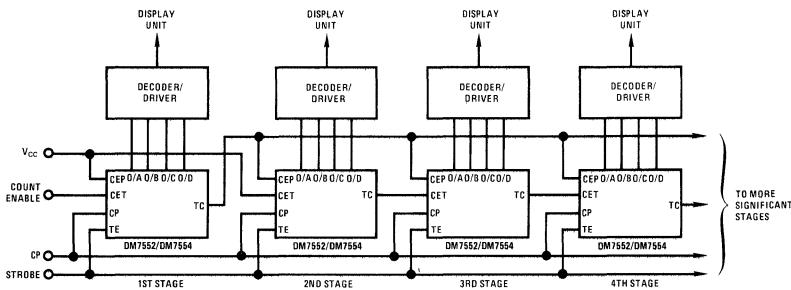 DISPLAY UNIT
DISPLAY UNIT
DISPLAY UNIT
DISPLAY UNIT
DECODER/ DRIVER
DECODER/ DRIVER
DECODER/ DRIVER
DECODER/ DRIVER
VCC
COUNT ENABLE
CP
STROBE
CEP O/A O/B O/C O/D
CET
CP
TE
TC
DM7552/DM7554
1ST STAGE
CEP O/A O/B O/C O/D
CET
CP
TE
TC
DM7552/DM7554
2ND STAGE
CEP O/A O/B O/C O/D
CET
CP
TE
TC
DM7552/DM7554
3RD STAGE
CEP O/A O/B O/C O/D
CET
CP
TE
TC
DM7552/DM7554
4TH STAGE
TO MORE
SIGNIFICANT
STAGES